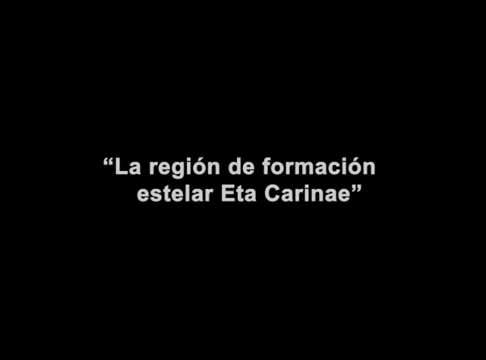 “La región de formación
estelar Eta Carinae”